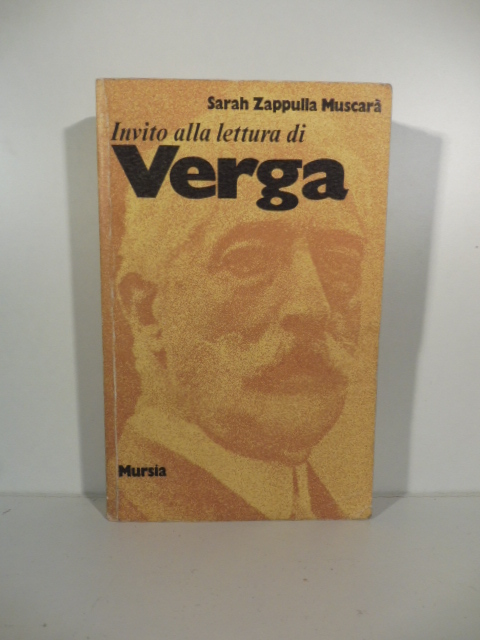 Sarah Zappulla Muscarà
Invito alla lettura di
Verga
Mursia